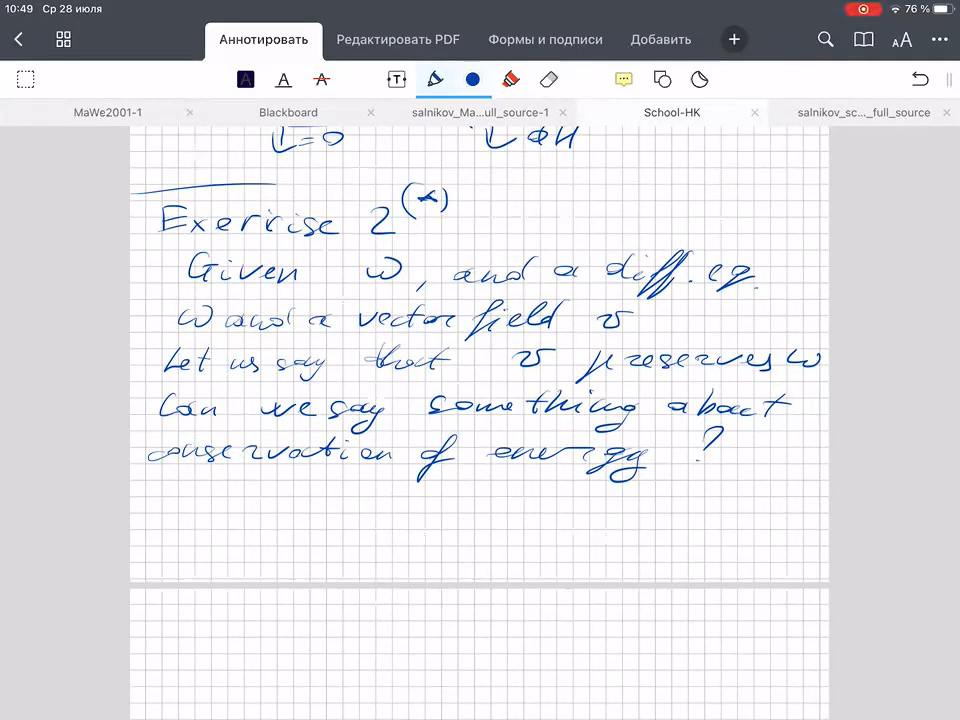 10:49 Ср 28 июля 76 %
Аннотировать Редактировать PDF Формы и подписи Добавить
MaWe2001-1 Blackboard salnikov_Ma...ull_source-1 School-HK salnikov_sc..._full_source
Exercise 2 (*)
Given ω, and a diff. eq.
ω and a vector field v
Let us say that v preserves ω
Can we say something about
conservation of energy ?